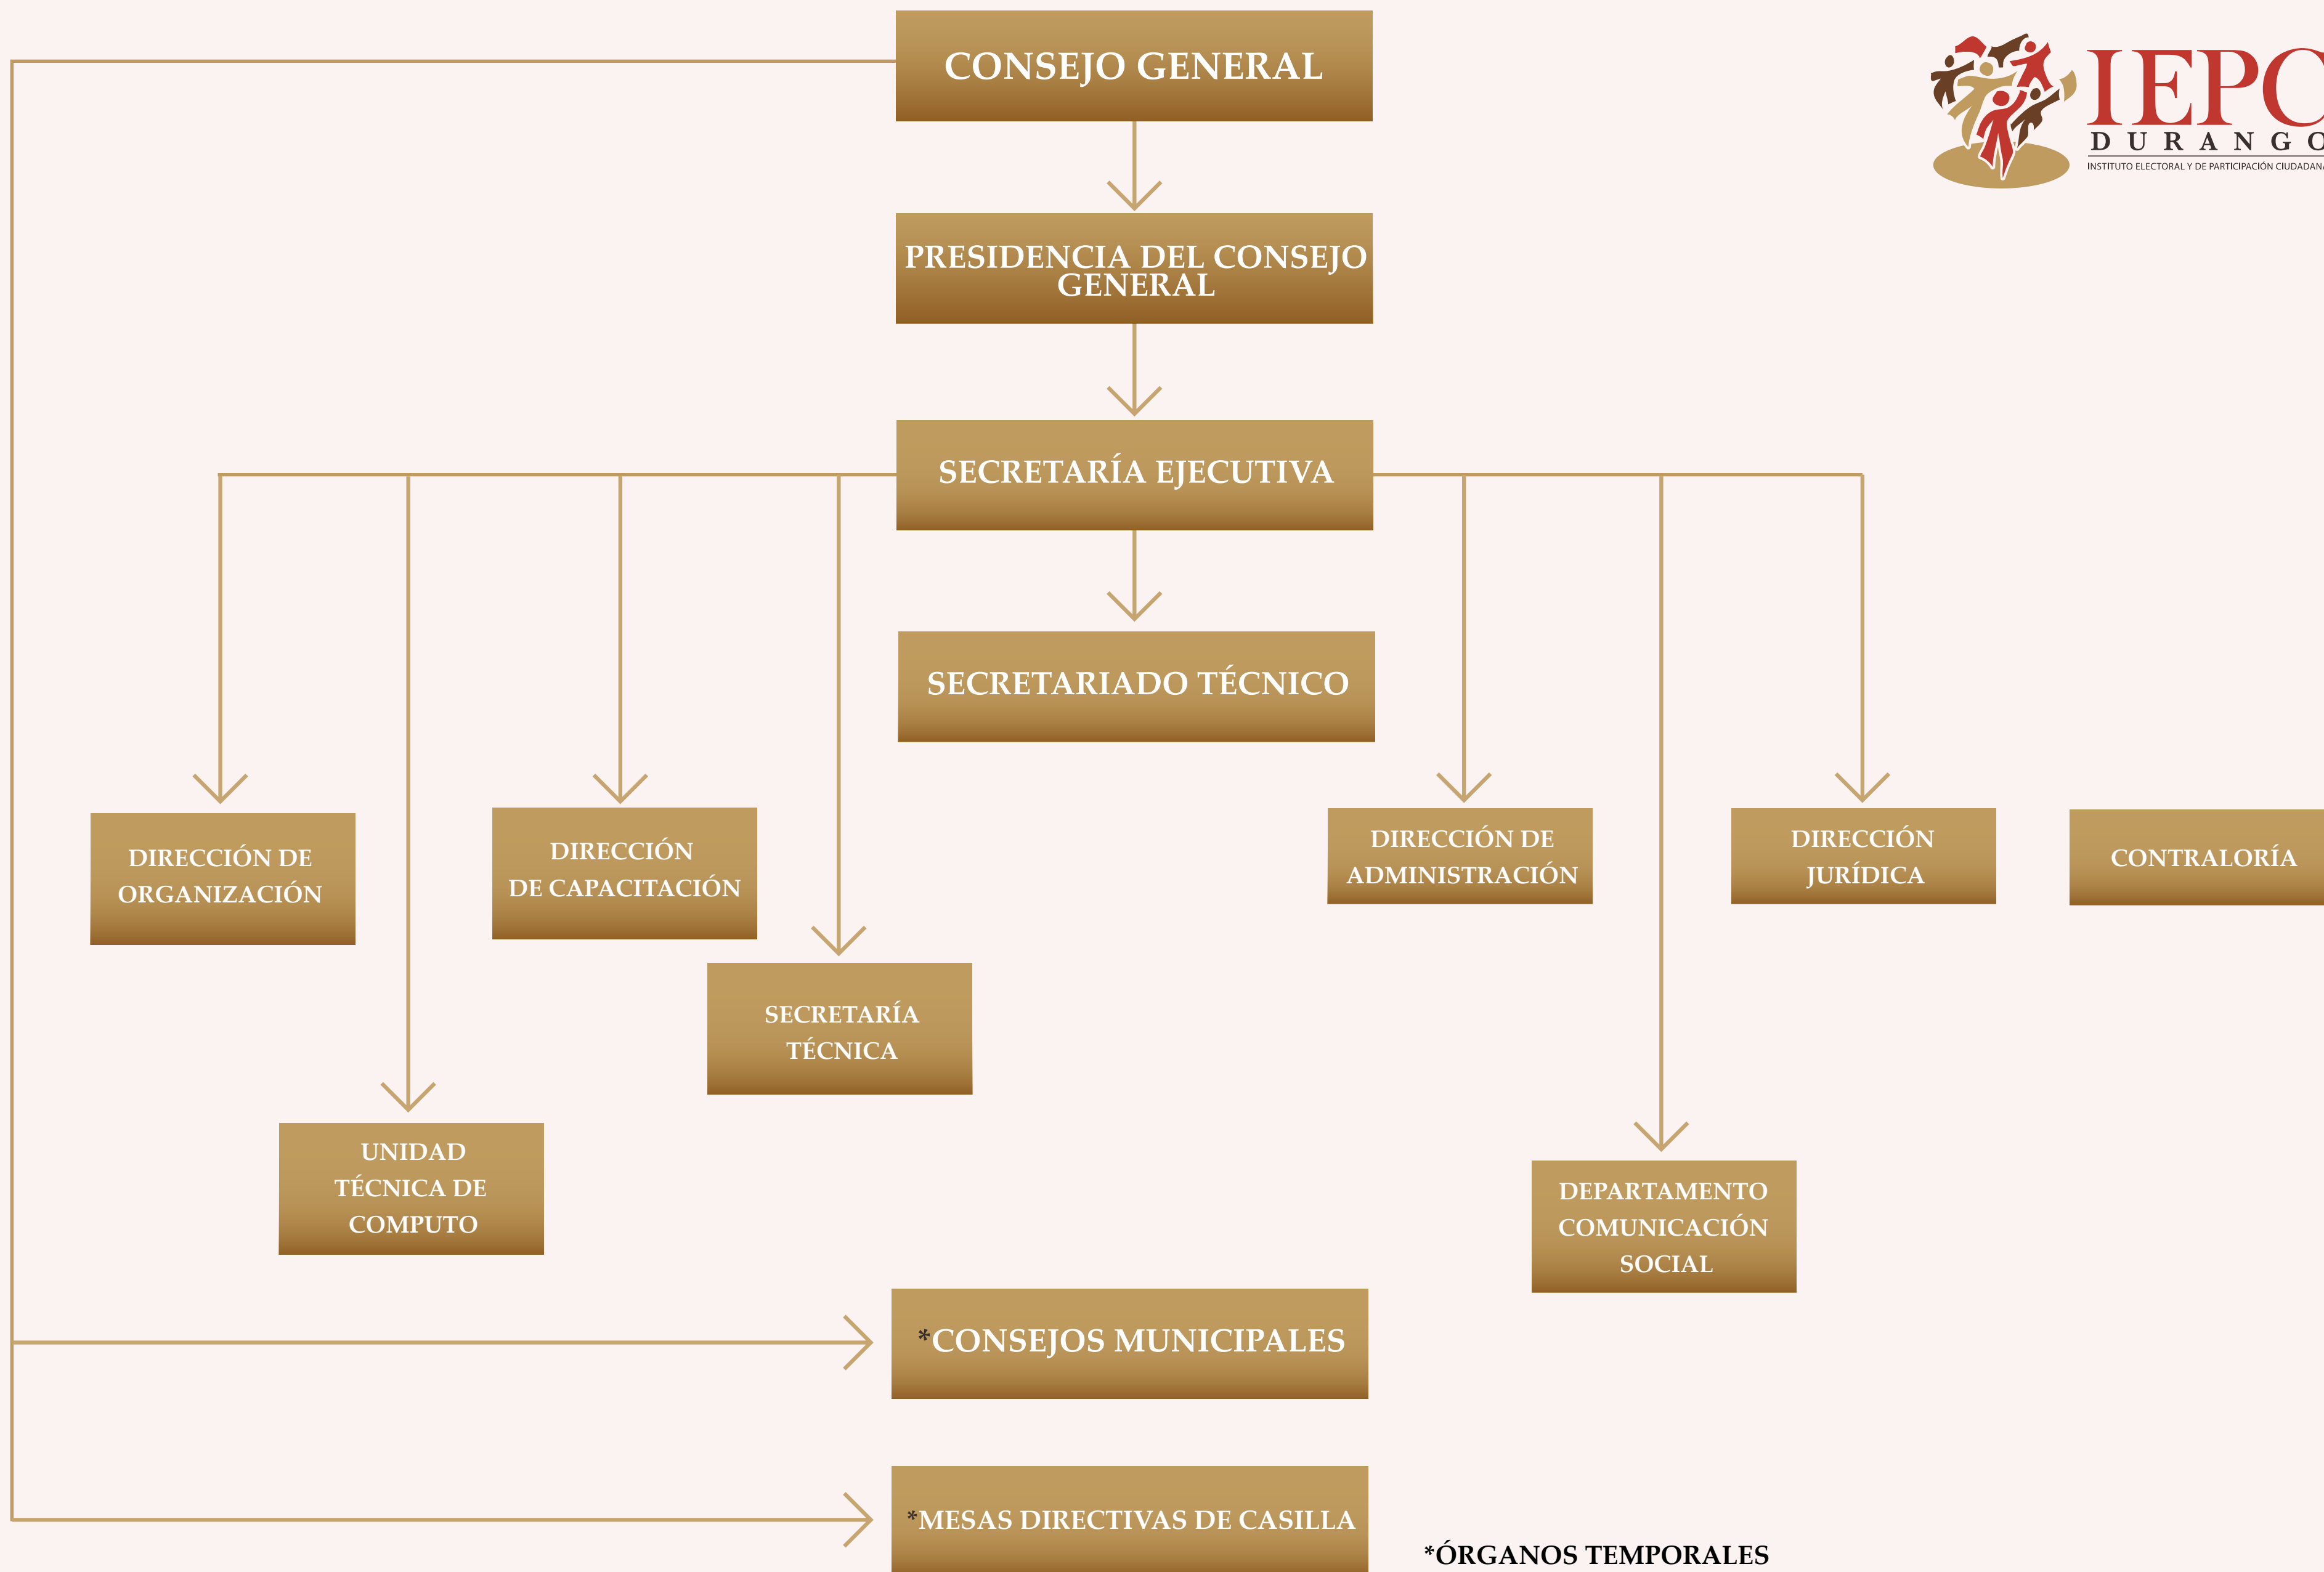 CONSEJO GENERAL
IEPC
DURANGO
INSTITUTO ELECTORAL Y DE PARTICIPACIÓN CIUDADANA
PRESIDENCIA DEL CONSEJO
GENERAL
SECRETARÍA EJECUTIVA
SECRETARIADO TÉCNICO
DIRECCIÓN DE
ORGANIZACIÓN
DIRECCIÓN
DE CAPACITACIÓN
DIRECCIÓN DE
ADMINISTRACIÓN
DIRECCIÓN
JURÍDICA
CONTRALORÍA
SECRETARÍA
TÉCNICA
UNIDAD
TÉCNICA DE
COMPUTO
DEPARTAMENTO
COMUNICACIÓN
SOCIAL
*CONSEJOS MUNICIPALES
*MESAS DIRECTIVAS DE CASILLA
*ÓRGANOS TEMPORALES